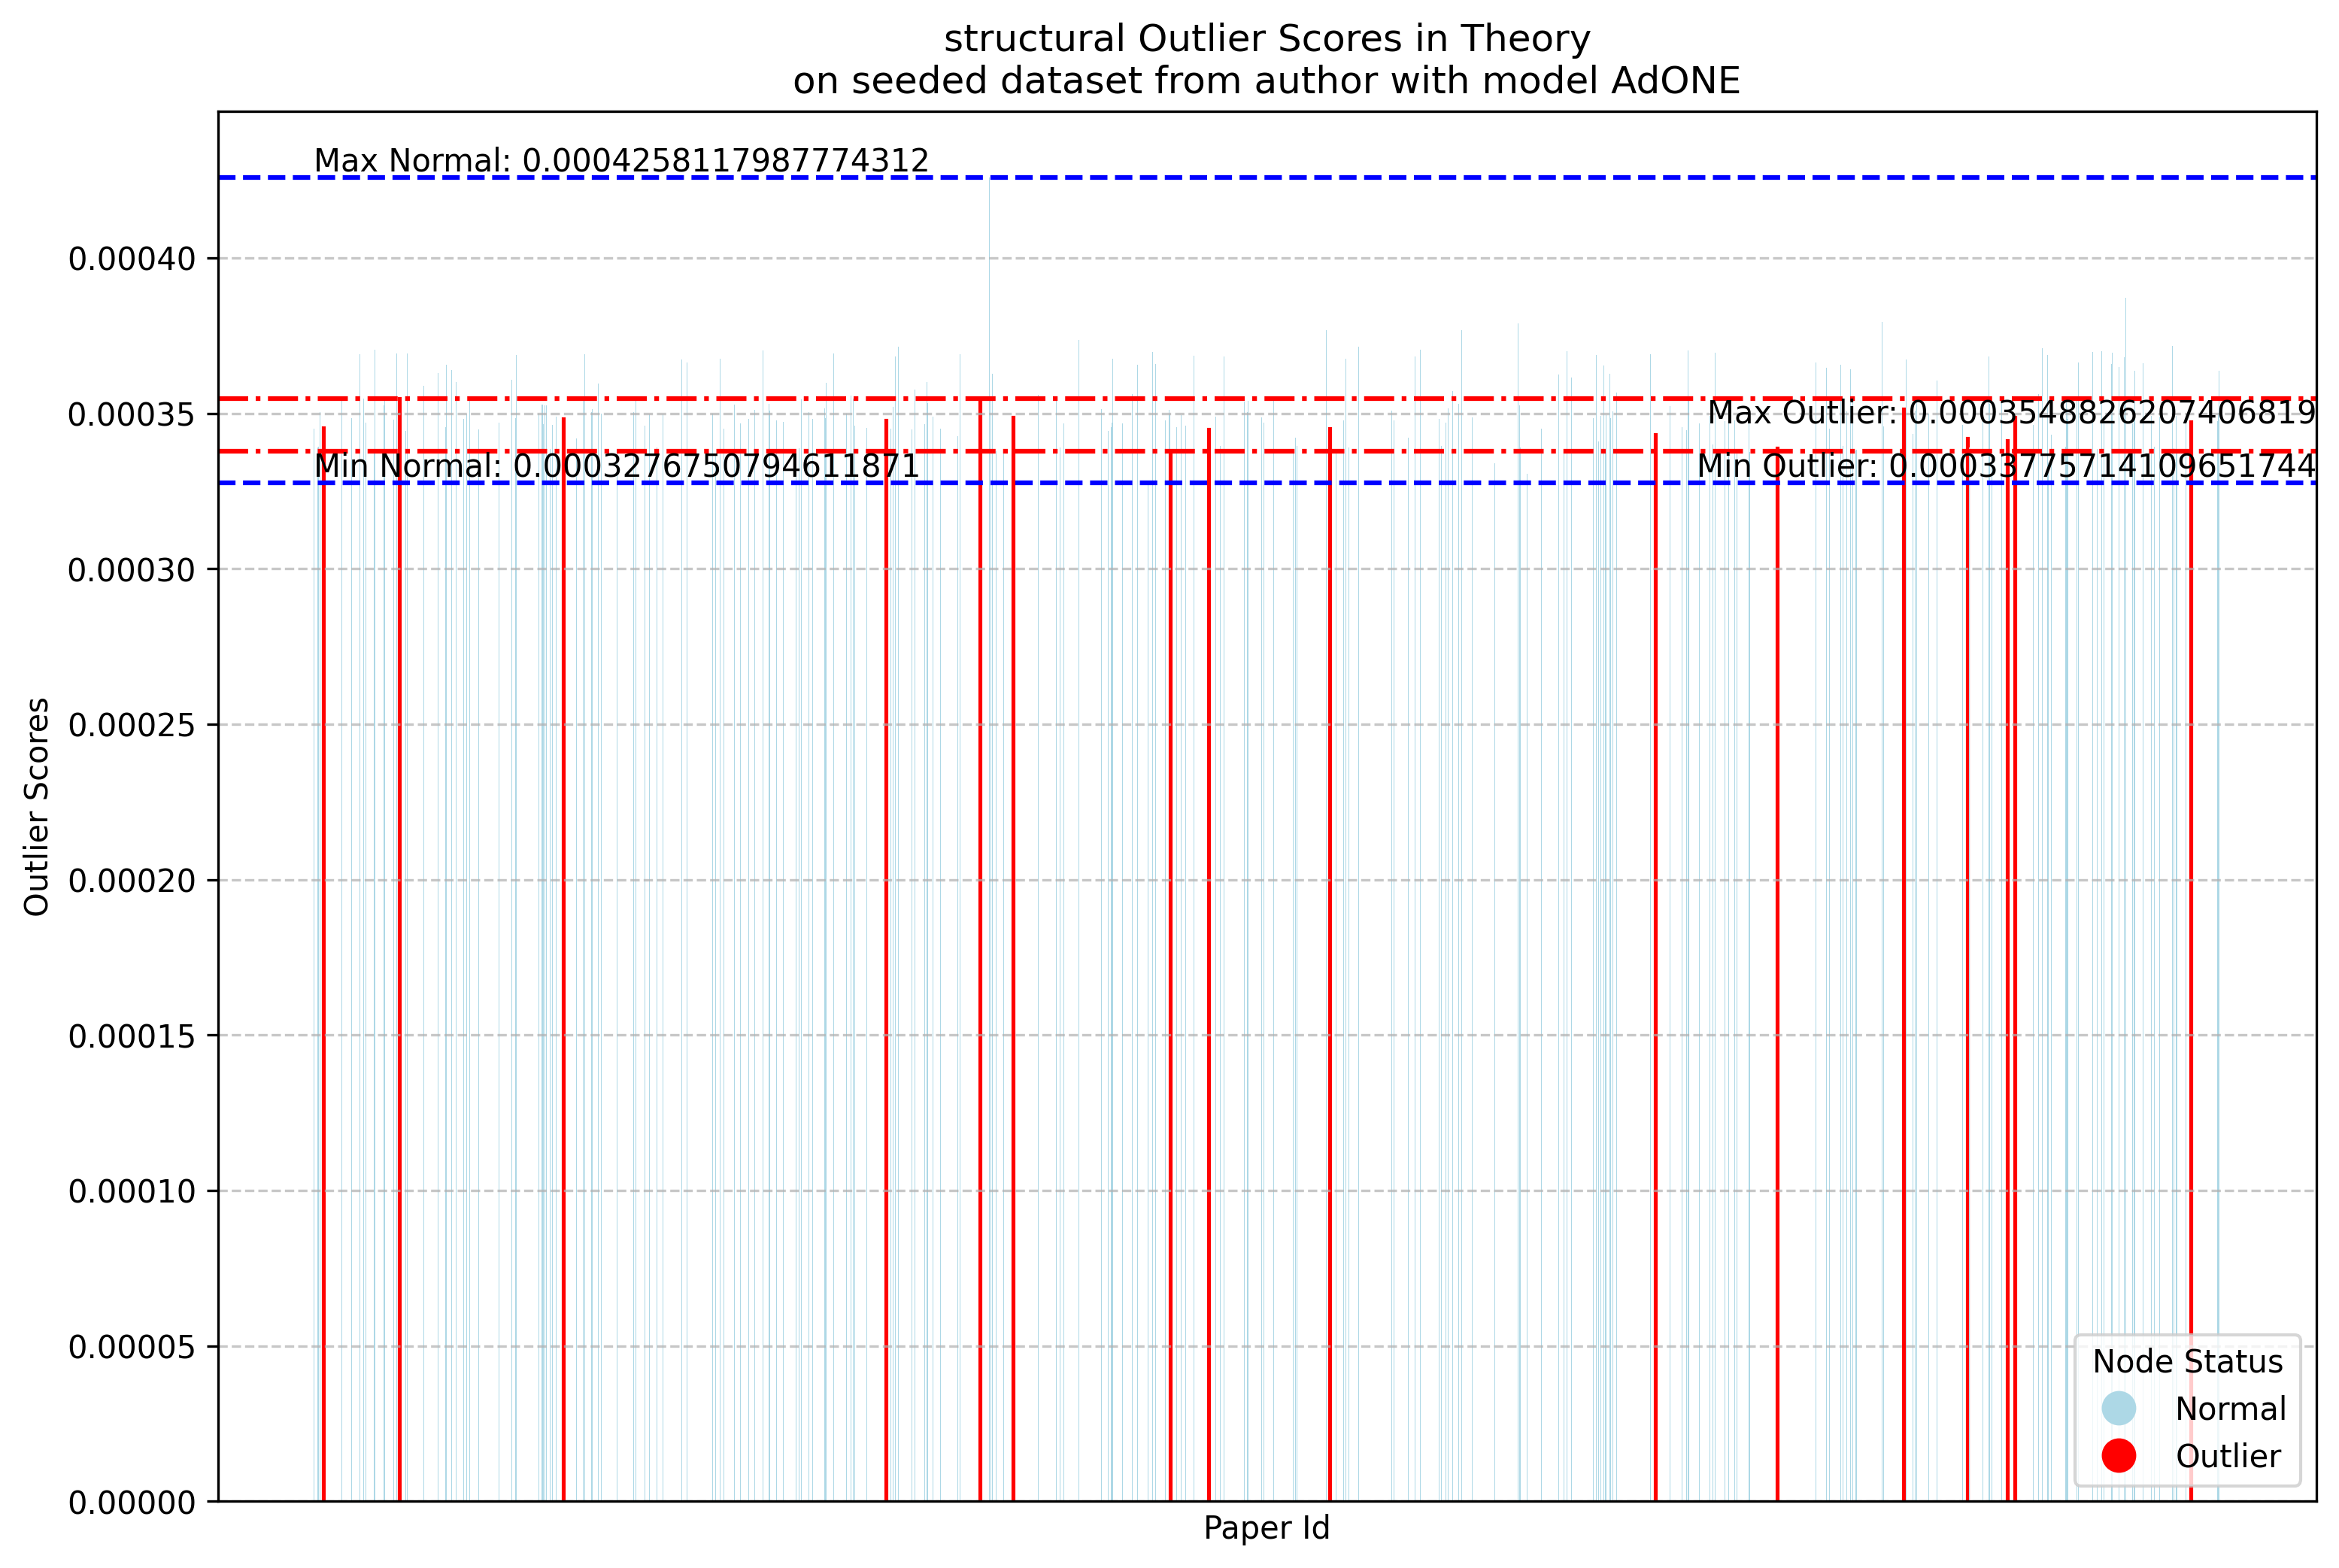 structural Outlier Scores in Theory
on seeded dataset from author with model AdONE
Max Normal: 0.0004258117987774312
0.00040
0.00035
Max Outlier: 0.0003548826207406819
Min Normal: 0.00032767507946118711
Min Outlier: 0.00033775714109651744
0.00030
0.00025
0.00020
0.00015
0.00010
0.00005
0.00000
Outlier Scores
Paper Id
Node Status
Normal
Outlier